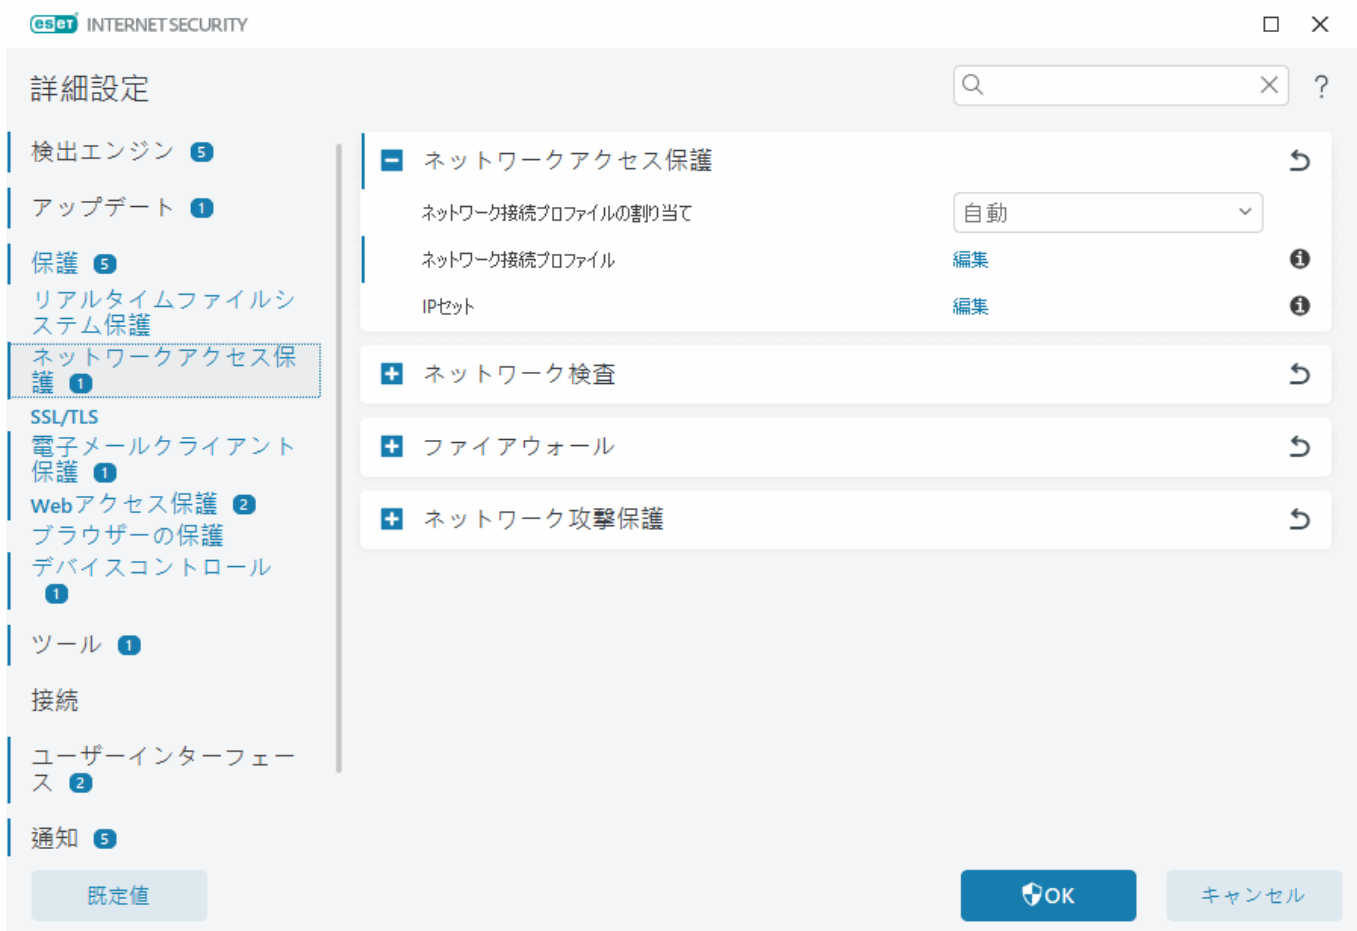 eset INTERNET SECURITY
詳細設定
?
検出エンジン 5
アップデート 1
保護 5
リアルタイムファイルシ
ステム保護
ネットワークアクセス保
護 1
SSL/TLS
電子メールクライアント
保護 1
Webアクセス保護 2
ブラウザーの保護
デバイスコントロール
1
ツール 1
接続
ユーザーインターフェー
ス 2
通知 5
ネットワークアクセス保護
ネットワーク接続プロファイルの割り当て 自動
ネットワーク接続プロファイル 編集
IPセット 編集
ネットワーク検査
ファイアウォール
ネットワーク攻撃保護
既定値
OK
キャンセル